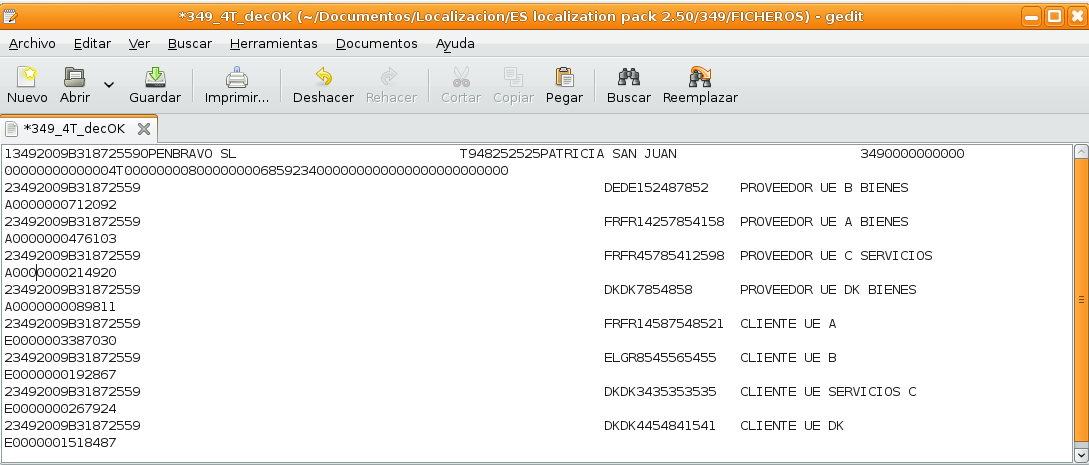 *349_4T_decOK (~/Documentos/Localizacion/ES localization pack 2.50/349/FICHEROS) - gedit
Archivo Editar Ver Buscar Herramientas Documentos Ayuda
Nuevo Abrir Guardar Imprimir... Deshacer Rehacer Cortar Copiar Pegar Buscar Reemplazar
*349_4T_decOK
13492009B31872559OPENBRAVO SL T948252525PATRICIA SAN JUAN 3490000000000
00000000000004T000000008000000006859234000000000000000000000000
23492009B31872559 DEDE152487852 PROVEEDOR UE B BIENES
A0000000712092
23492009B31872559 FRFR14257854158 PROVEEDOR UE A BIENES
A0000000476103
23492009B31872559 FRFR45785412598 PROVEEDOR UE C SERVICIOS
A0000000214920
23492009B31872559 DKDK7854858 PROVEEDOR UE DK BIENES
A0000000089811
23492009B31872559 FRFR14587548521 CLIENTE UE A
E0000003387030
23492009B31872559 ELGR8545565455 CLIENTE UE B
E0000000192867
23492009B31872559 DKDK3435353535 CLIENTE UE SERVICIOS C
E0000000267924
23492009B31872559 DKDK4454841541 CLIENTE UE DK
E0000001518487